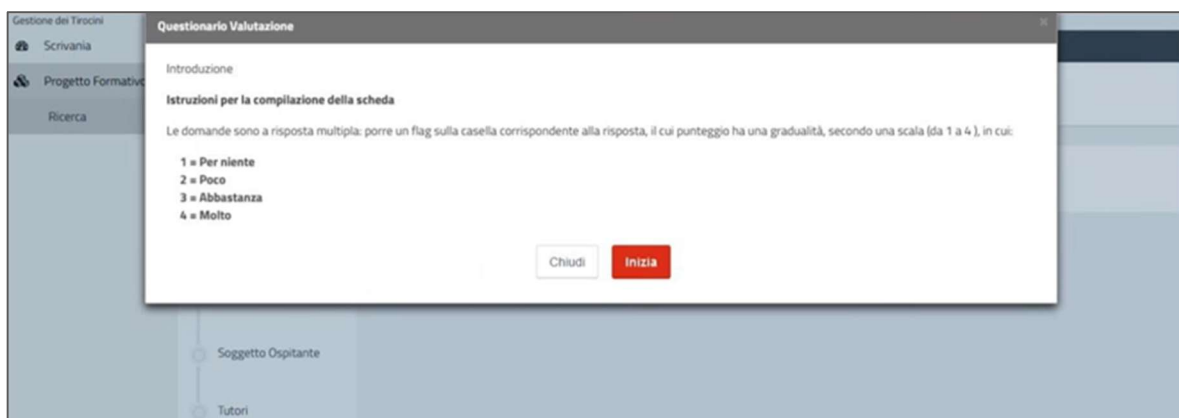 Gestione dei Tirocini
Scrivania
Progetto Formativo
Ricerca
Questionario Valutazione
×
Introduzione
Istruzioni per la compilazione della scheda
Le domande sono a risposta multipla: porre un flag sulla casella corrispondente alla risposta, il cui punteggio ha una gradualità, secondo una scala (da 1 a 4 ), in cui:
1 = Per niente
2 = Poco
3 = Abbastanza
4 = Molto
Chiudi
Inizia
Soggetto Ospitante
Tutori